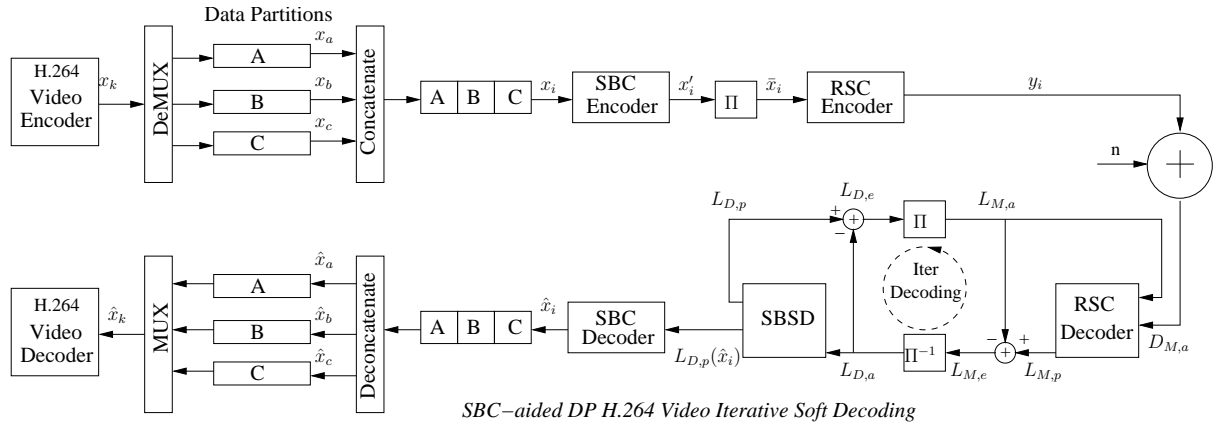 Data Partitions
H.264
Video
Encoder
x_k
DeMUX
A
B
C
x_a
x_b
x_c
Concatenate
A B C
x_i
SBC
Encoder
x'_i
Π
x̄_i
RSC
Encoder
y_i
n
+
L_{D,p}
L_{D,e}
+
+
−
Π
L_{M,a}
Iter
Decoding
H.264
Video
Decoder
x̂_k
MUX
A
B
C
x̂_a
x̂_b
x̂_c
Deconcatenate
A B C
x̂_i
SBC
Decoder
L_{D,p}(x̂_i)
SBSD
L_{D,a}
Π^{−1}
L_{M,e}
−
+
+
L_{M,p}
RSC
Decoder
D_{M,a}
SBC−aided DP H.264 Video Iterative Soft Decoding